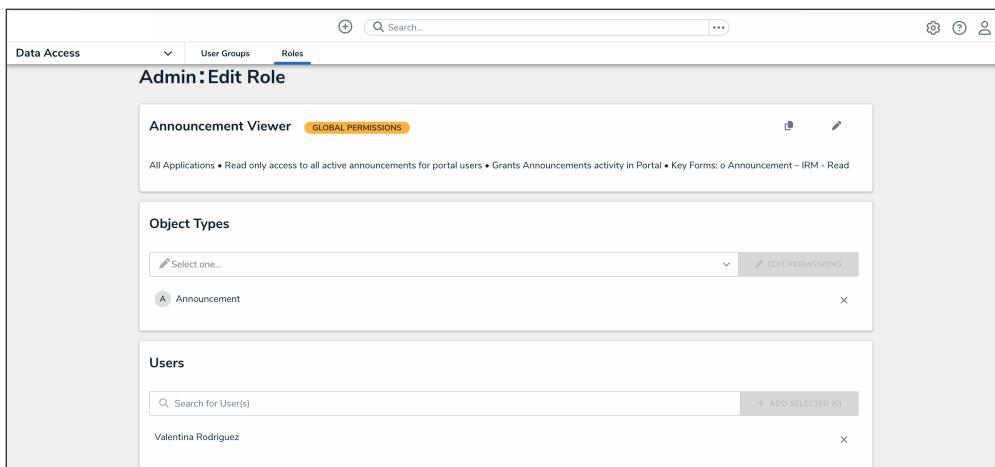 Search...
Data Access
User Groups
Roles
Admin: Edit Role
Announcement Viewer
GLOBAL PERMISSIONS
All Applications • Read only access to all active announcements for portal users • Grants Announcements activity in Portal • Key Forms: o Announcement – IRM - Read
Object Types
Select one...
EDIT PERMISSIONS
A Announcement
Users
Search for User(s)
+ ADD SELECTED (0)
Valentina Rodriguez